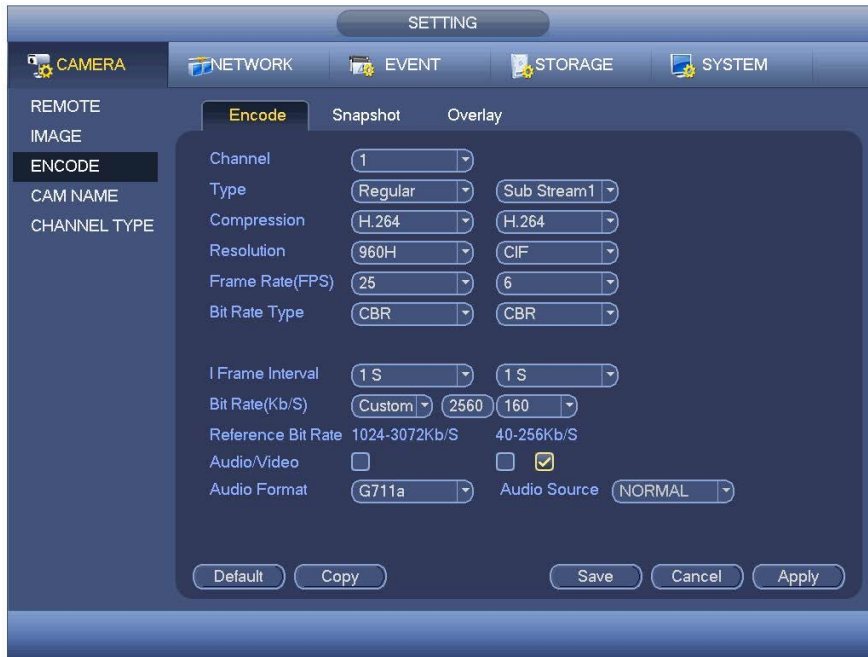 SETTING
CAMERA NETWORK EVENT STORAGE SYSTEM
REMOTE
IMAGE
ENCODE
CAM NAME
CHANNEL TYPE
Encode Snapshot Overlay
Channel 1
Type Regular Sub Stream1
Compression H.264 H.264
Resolution 960H CIF
Frame Rate(FPS) 25 6
Bit Rate Type CBR CBR
I Frame Interval 1 S 1 S
Bit Rate(Kb/S) Custom 2560 160
Reference Bit Rate 1024-3072Kb/S 40-256Kb/S
Audio/Video
Audio Format G711a Audio Source NORMAL
Default Copy Save Cancel Apply